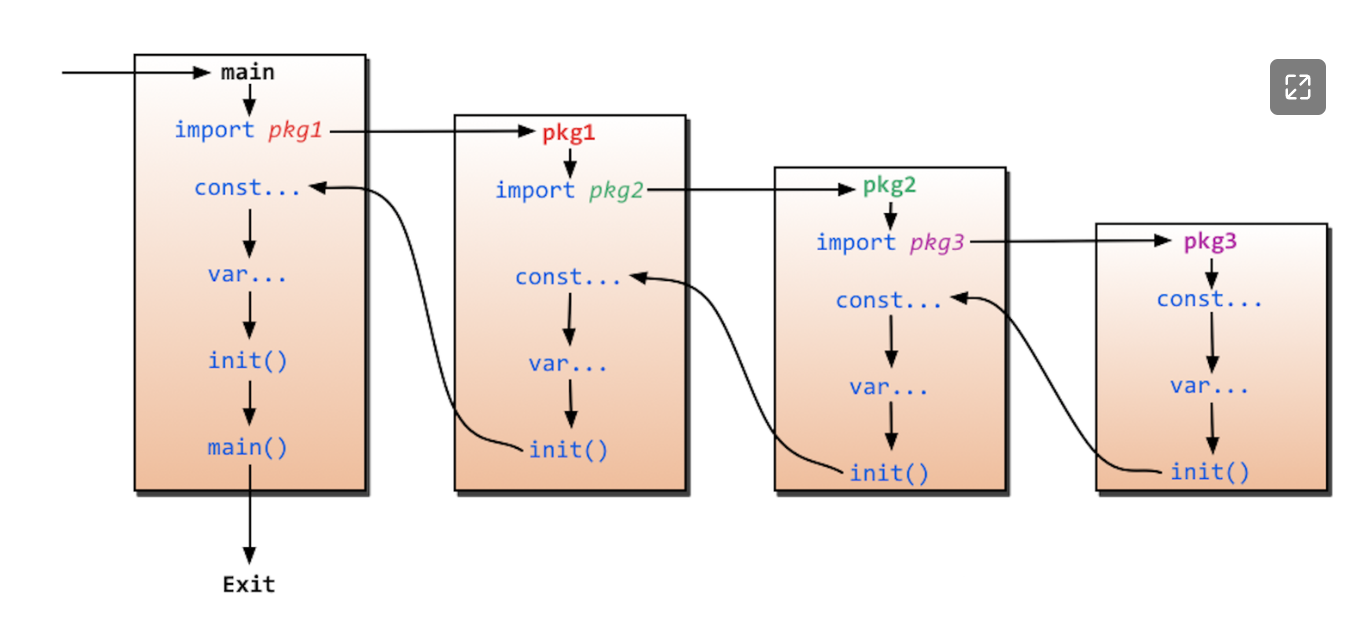 main
import pkg1
const...
var...
init()
main()
Exit
pkg1
import pkg2
const...
var...
init()
pkg2
import pkg3
const...
var...
init()
pkg3
const...
var...
init()